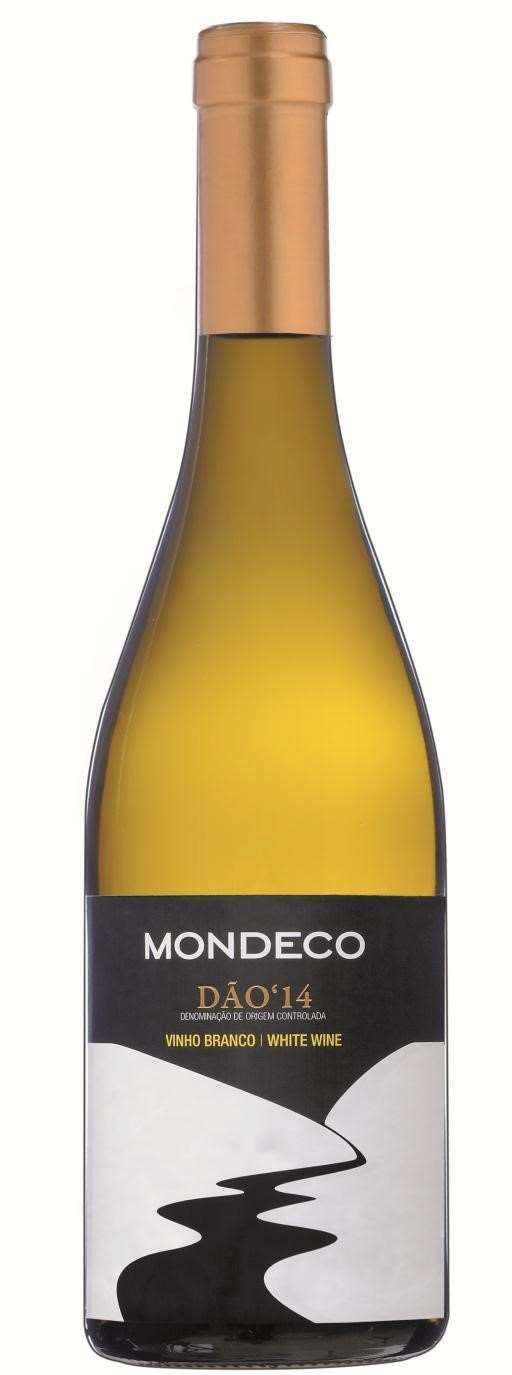 MONDECO
DÃO‘14
DENOMINAÇÃO DE ORIGEM CONTROLADA
VINHO BRANCO | WHITE WINE